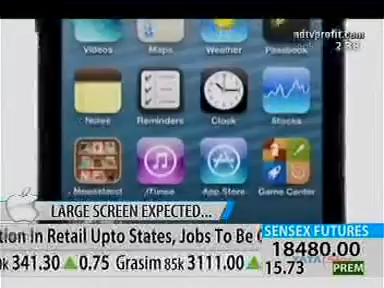 ndtvprofit.com
2:38
Videos Maps Weather Passbook
Notes Reminders Clock Stocks
Newsstand iTunes App Store Game Center
LARGE SCREEN EXPECTED...
tion In Retail Upto States, Jobs To Be
SENSEX FUTURES
18480.00
15.73 PREM
341.30 0.75 Grasim 85k 3111.00